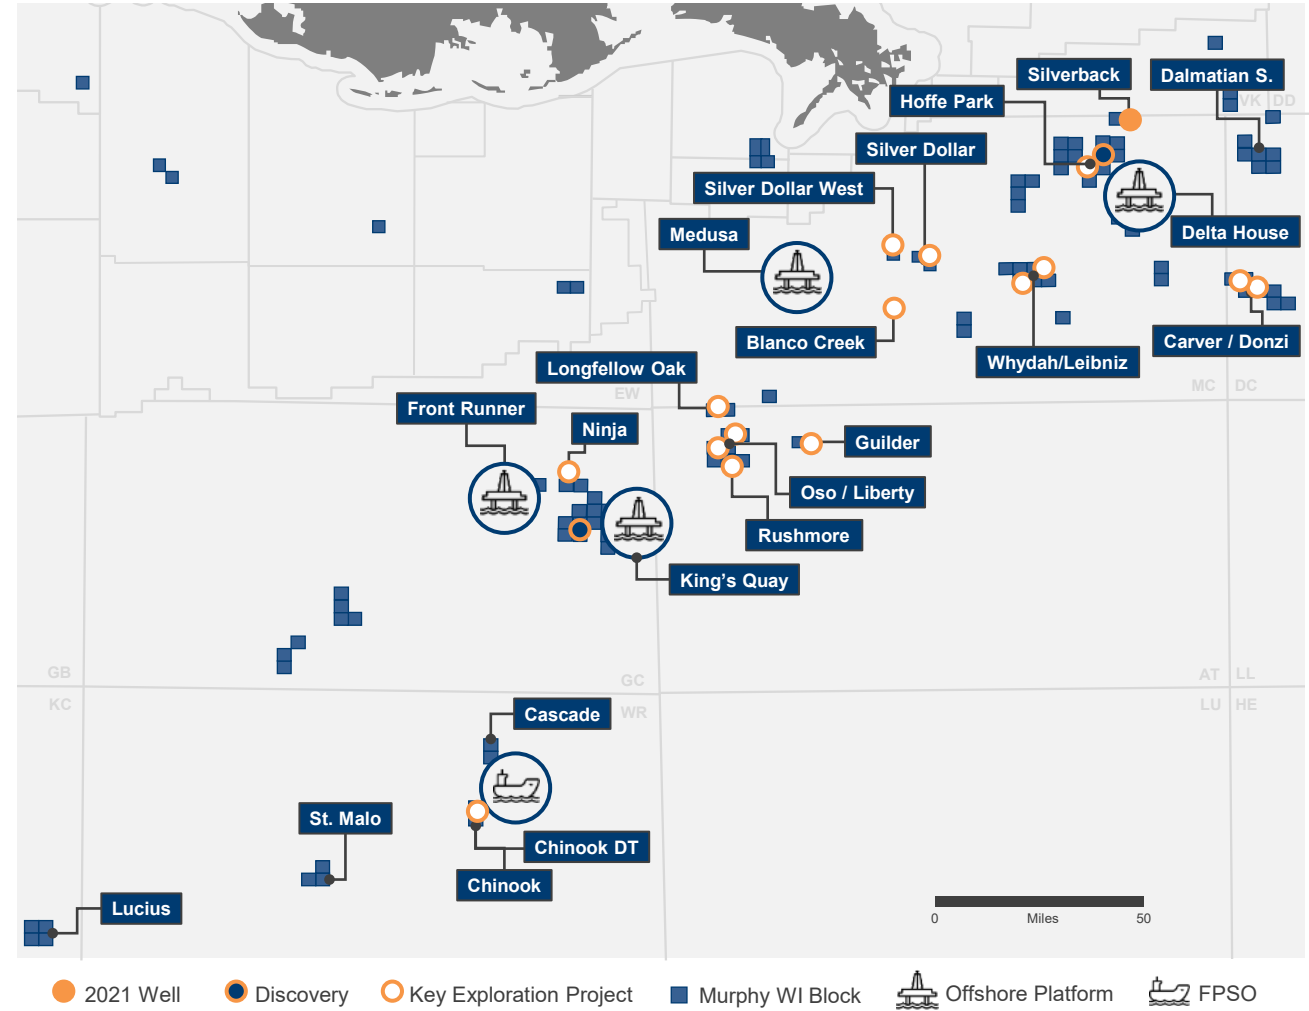 Silverback
Dalmatian S.
Hoffe Park
VK
DD
Silver Dollar
Silver Dollar West
Medusa
Delta House
Blanco Creek
Carver / Donzi
Whydah/Leibniz
Longfellow Oak
EW
MC
DC
Front Runner
Ninja
Guilder
Oso / Liberty
Rushmore
King's Quay
GB
GC
AT
LL
KC
WR
LU
HE
Cascade
St. Malo
Chinook DT
Chinook
Lucius
0
Miles
50
2021 Well
Discovery
Key Exploration Project
Murphy WI Block
Offshore Platform
FPSO